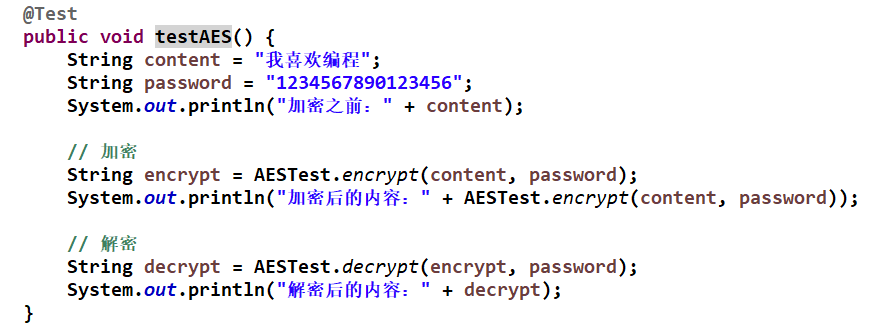 @Test
public void testAES() {
    String content = "我喜欢编程";
    String password = "1234567890123456";
    System.out.println("加密之前：" + content);

    // 加密
    String encrypt = AESTest.encrypt(content, password);
    System.out.println("加密后的内容：" + AESTest.encrypt(content, password));

    // 解密
    String decrypt = AESTest.decrypt(encrypt, password);
    System.out.println("解密后的内容：" + decrypt);
}